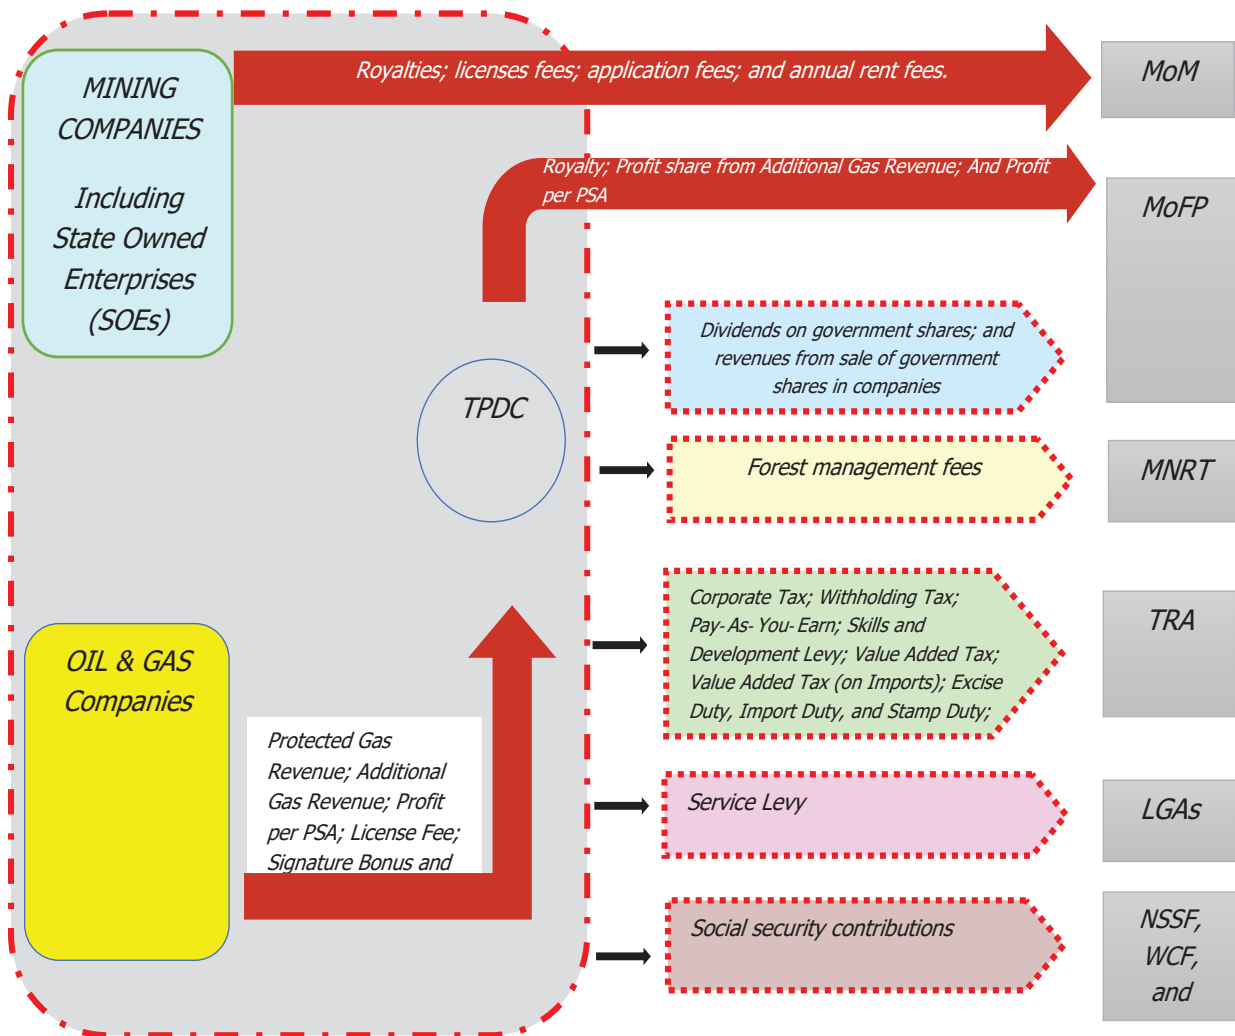 MINING
COMPANIES
Including
State Owned
Enterprises
(SOEs)
Royalties; licenses fees; application fees; and annual rent fees.
MoM
Royalty; Profit share from Additional Gas Revenue; And Profit
per PSA
MoFP
Dividends on government shares; and
revenues from sale of government
shares in companies
TPDC
Forest management fees
MNRT
Corporate Tax; Withholding Tax;
Pay-As-You-Earn; Skills and
Development Levy; Value Added Tax;
Value Added Tax (on Imports); Excise
Duty, Import Duty, and Stamp Duty;
TRA
OIL & GAS
Companies
Protected Gas
Revenue; Additional
Gas Revenue; Profit
per PSA; License Fee;
Signature Bonus and
Service Levy
LGAs
Social security contributions
NSSF,
WCF,
and